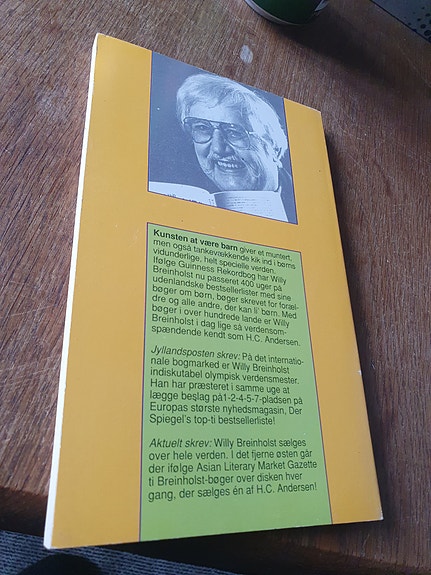 Kunsten at være barn giver et muntert,
men også tankevækkende kik ind i børns
vidunderlige, helt specielle verden.
Ifølge Guinness Rekordbog har Willy
Breinholst nu passeret 400 uger på
udenlandske bestsellerlister med sine
bøger om børn, bøger skrevet for foræl-
dre og alle andre, der kan li' børn. Med
bøger i over hundrede lande er Willy
Breinholst i dag lige så verdensom-
spændende kendt som H.C. Andersen.
Jyllandsposten skrev: På det internatio-
nale bogmarked er Willy Breinholst
indiskutabel olympisk verdensmester.
Han har præsteret i samme uge at
lægge beslag på1-2-4-5-7-pladsen på
Europas største nyhedsmagasin, Der
Spiegel's top-ti bestsellerliste!
Aktuelt skrev: Willy Breinholst sælges
over hele verden. I det fjerne østen går
der ifølge Asian Literary Market Gazette
ti Breinholst-bøger over disken hver
gang, der sælges én af H.C. Andersen!